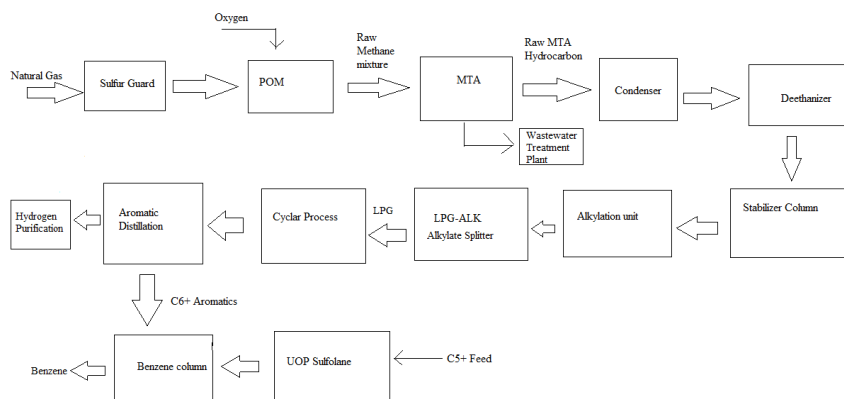 Oxygen
Natural Gas
Sulfur Guard
POM
Raw
Methane
mixture
MTA
Raw MTA
Hydrocarbon
Condenser
Deethanizer
Wastewater
Treatment
Plant
Hydrogen
Purification
Aromatic
Distillation
Cyclar Process
LPG
LPG-ALK
Alkylate Splitter
Alkylation unit
Stabilizer Column
C6+ Aromatics
Benzene
Benzene column
UOP Sulfolane
C5+ Feed